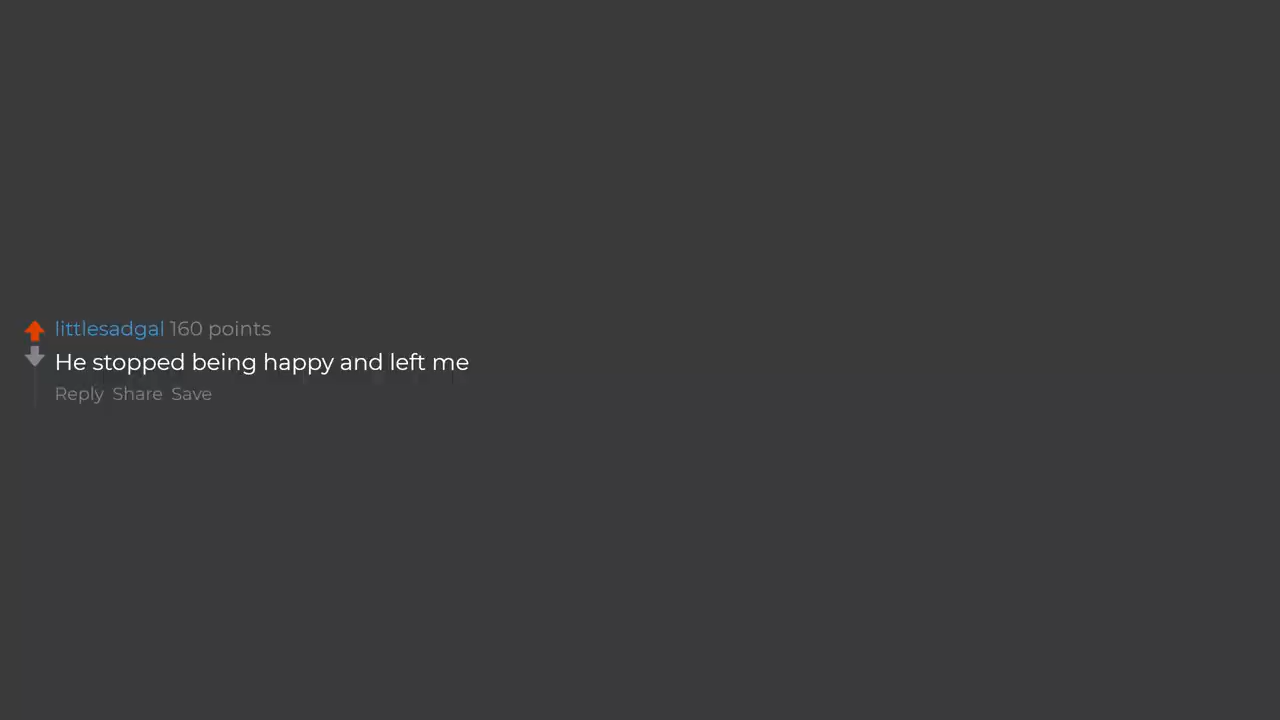 littlesadgal 160 points
He stopped being happy and left me
Reply Share Save